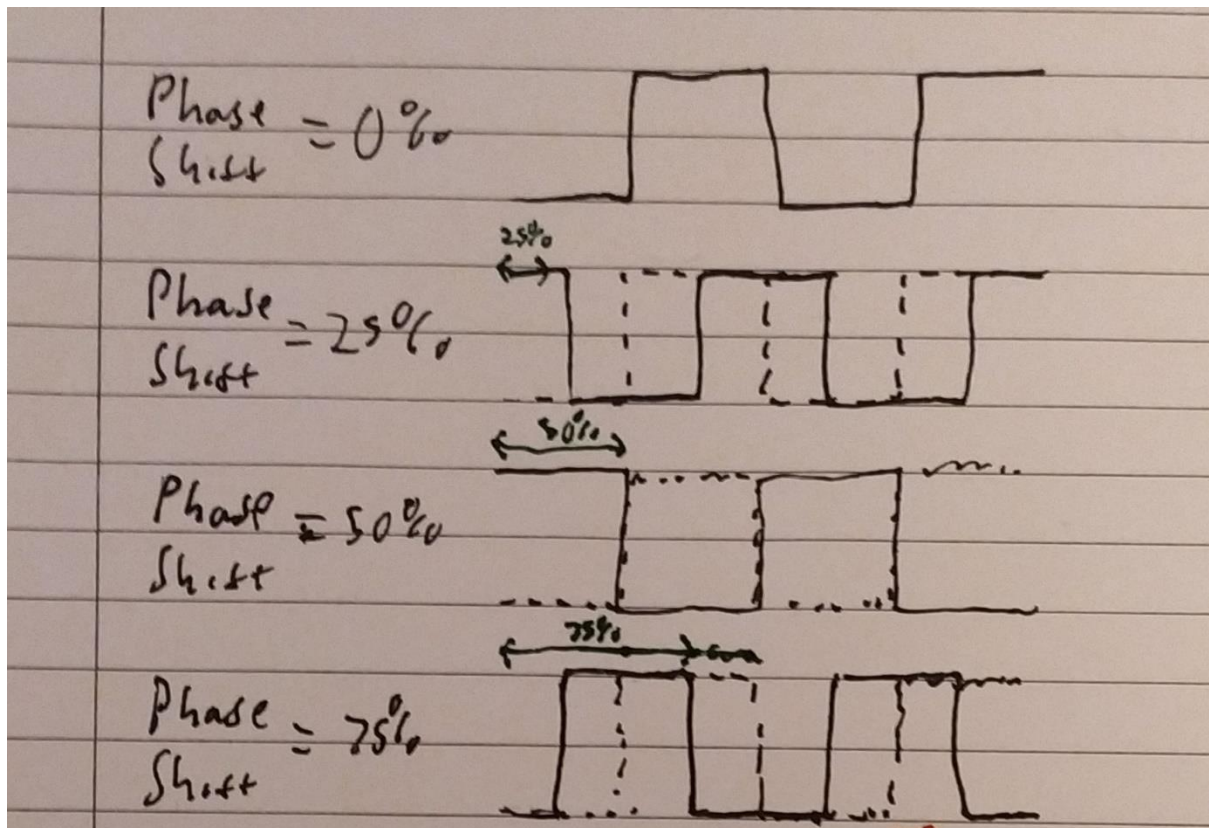 Phase
Shift = 0%
25%
Phase
Shift = 25%
50%
Phase
Shift = 50%
75%
Phase
Shift = 75%